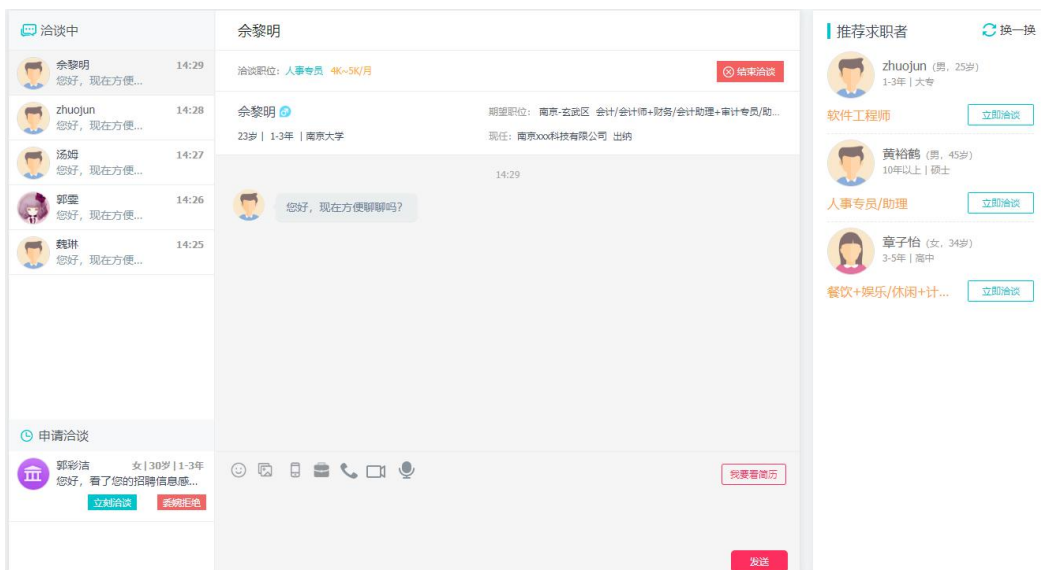 洽谈中
佘黎明 14:29
您好，现在方便...
zhuojun 14:28
您好，现在方便...
汤姆 14:27
您好，现在方便...
郭雯 14:26
您好，现在方便...
魏琳 14:25
您好，现在方便...
申请洽谈
郭彩洁 女|30岁|1-3年
您好，看了您的招聘信息感...
立刻洽谈 委婉拒绝
佘黎明
洽谈职位：人事专员 4K~5K/月 结束洽谈
佘黎明 期望职位：南京-玄武区 会计/会计师+财务/会计助理+审计专员/助...
23岁 | 1-3年 | 南京大学 现任：南京xxx科技有限公司 出纳
14:29
您好，现在方便聊聊吗？
我要看简历
发送
推荐求职者 换一换
zhuojun (男，25岁)
1-3年 | 大专
软件工程师 立即洽谈
黄裕鹤 (男，45岁)
10年以上 | 硕士
人事专员/助理 立即洽谈
章子怡 (女，34岁)
3-5年 | 高中
餐饮+娱乐/休闲+计... 立即洽谈